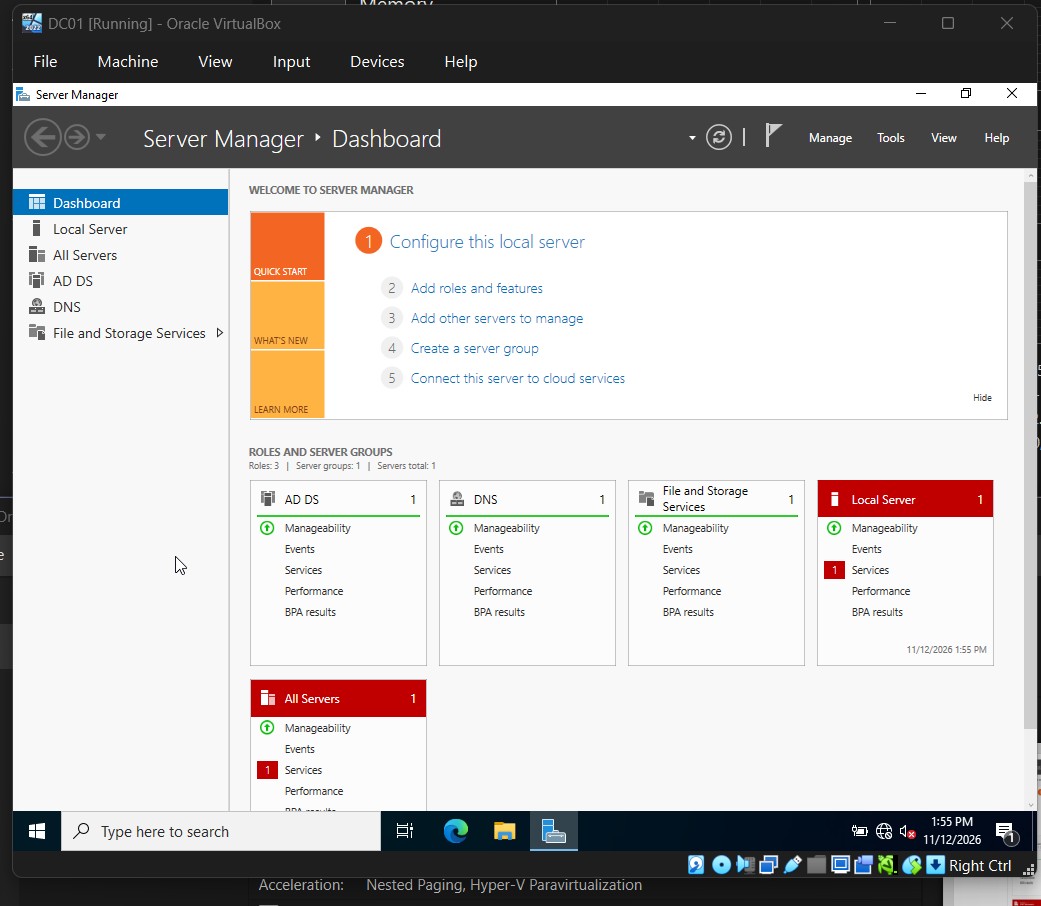 Memory
DC01 [Running] - Oracle VirtualBox
File Machine View Input Devices Help
Server Manager
Server Manager ‣ Dashboard
Manage Tools View Help
Dashboard
Local Server
All Servers
AD DS
DNS
File and Storage Services
WELCOME TO SERVER MANAGER
QUICK START
WHAT'S NEW
LEARN MORE
1 Configure this local server
2 Add roles and features
3 Add other servers to manage
4 Create a server group
5 Connect this server to cloud services
Hide
ROLES AND SERVER GROUPS
Roles: 3 | Server groups: 1 | Servers total: 1
AD DS 1
Manageability
Events
Services
Performance
BPA results
DNS 1
Manageability
Events
Services
Performance
BPA results
File and Storage
Services 1
Manageability
Events
Services
Performance
BPA results
Local Server 1
Manageability
Events
1 Services
Performance
BPA results
11/12/2026 1:55 PM
All Servers 1
Manageability
Events
1 Services
Performance
BPA results
Type here to search
1:55 PM
11/12/2026
1
Right Ctrl
Acceleration: Nested Paging, Hyper-V Paravirtualization